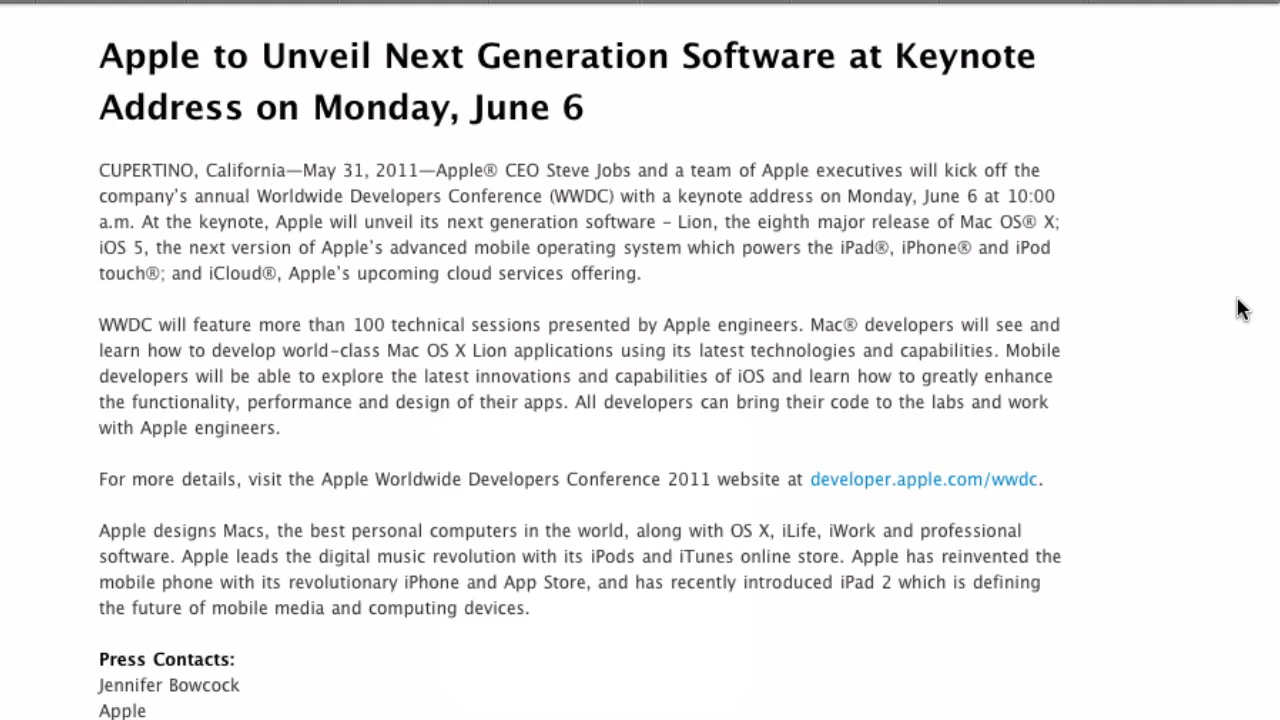 Apple to Unveil Next Generation Software at Keynote
Address on Monday, June 6
CUPERTINO, California—May 31, 2011—Apple® CEO Steve Jobs and a team of Apple executives will kick off the
company's annual Worldwide Developers Conference (WWDC) with a keynote address on Monday, June 6 at 10:00
a.m. At the keynote, Apple will unveil its next generation software – Lion, the eighth major release of Mac OS® X;
iOS 5, the next version of Apple's advanced mobile operating system which powers the iPad®, iPhone® and iPod
touch®; and iCloud®, Apple's upcoming cloud services offering.
WWDC will feature more than 100 technical sessions presented by Apple engineers. Mac® developers will see and
learn how to develop world-class Mac OS X Lion applications using its latest technologies and capabilities. Mobile
developers will be able to explore the latest innovations and capabilities of iOS and learn how to greatly enhance
the functionality, performance and design of their apps. All developers can bring their code to the labs and work
with Apple engineers.
For more details, visit the Apple Worldwide Developers Conference 2011 website at developer.apple.com/wwdc.
Apple designs Macs, the best personal computers in the world, along with OS X, iLife, iWork and professional
software. Apple leads the digital music revolution with its iPods and iTunes online store. Apple has reinvented the
mobile phone with its revolutionary iPhone and App Store, and has recently introduced iPad 2 which is defining
the future of mobile media and computing devices.
Press Contacts:
Jennifer Bowcock
Apple